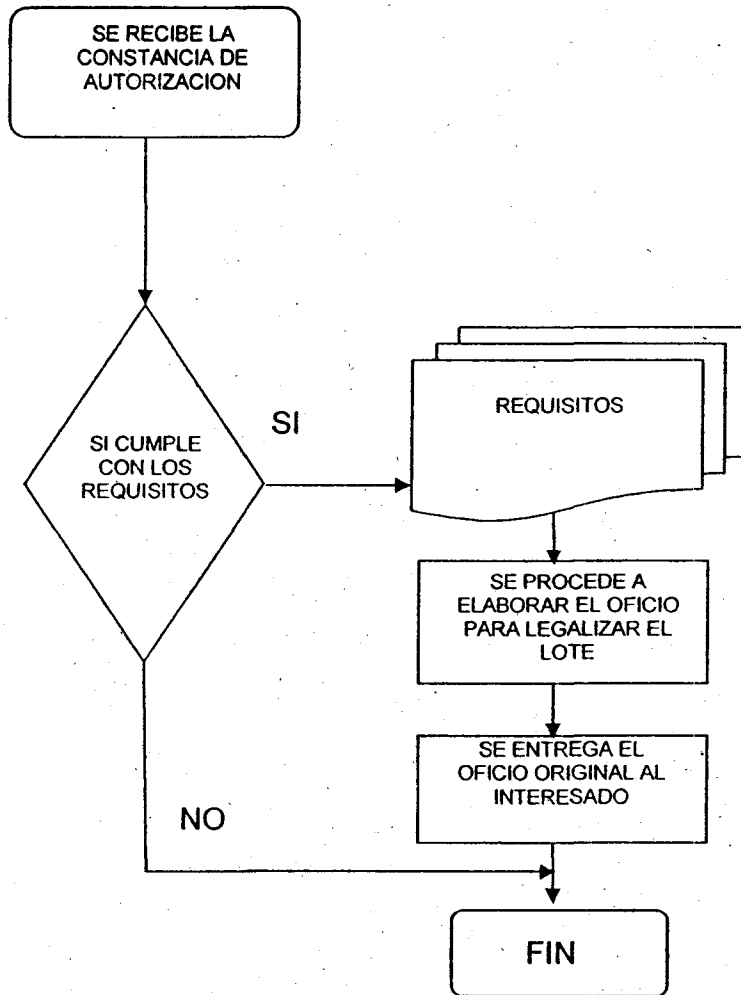 SE RECIBE LA
CONSTANCIA DE
AUTORIZACION
SI CUMPLE
CON LOS
REQUISITOS
SI
REQUISITOS
SE PROCEDE A
ELABORAR EL OFICIO
PARA LEGALIZAR EL
LOTE
SE ENTREGA EL
OFICIO ORIGINAL AL
INTERESADO
NO
FIN